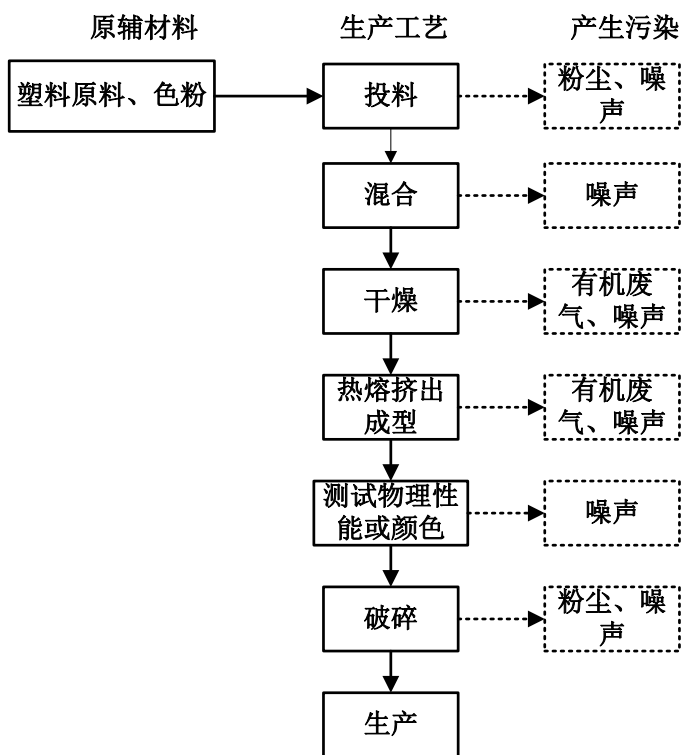 原辅材料
生产工艺
产生污染
塑料原料、色粉
投料
粉尘、噪
声
混合
噪声
干燥
有机废
气、噪声
热熔挤出
成型
有机废
气、噪声
测试物理性
能或颜色
噪声
破碎
粉尘、噪
声
生产